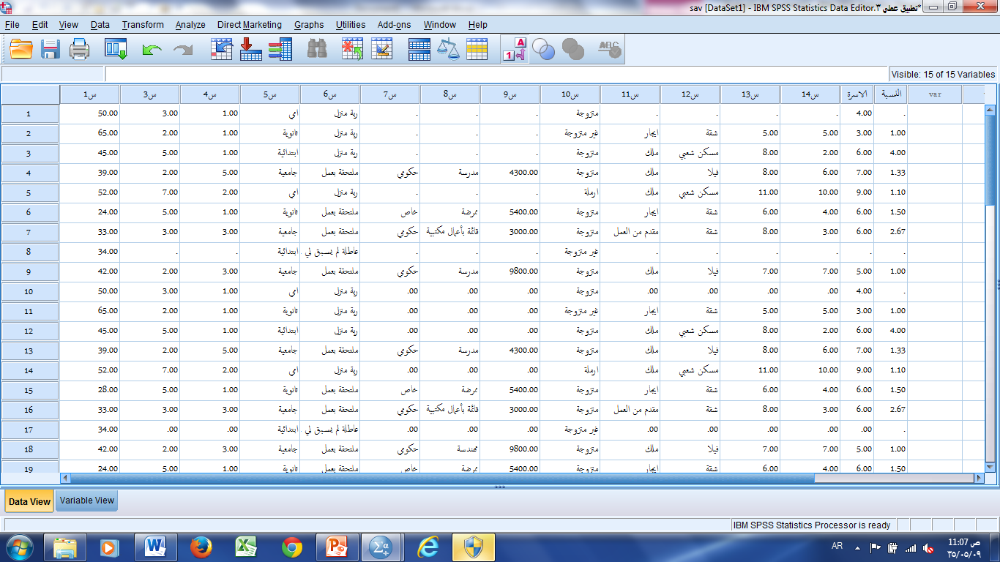 *تطبيق عملي ٣.sav [DataSet1] - IBM SPSS Statistics Data Editor
File Edit View Data Transform Analyze Direct Marketing Graphs Utilities Add-ons Window Help
Visible: 15 of 15 Variables
س1 س3 س4 س5 س6 س7 س8 س9 س10 س11 س12 س13 س14 الاسرة النسبة var
1 50.00 3.00 1.00 امي ربة منزل . . . متزوجة . . . . 4.00 .
2 65.00 2.00 1.00 ثانوية ربة منزل . . . غير متزوجة ايجار شقة 5.00 5.00 3.00 1.00
3 45.00 5.00 1.00 ابتدائية ربة منزل . . . متزوجة ملك مسكن شعبي 8.00 2.00 6.00 4.00
4 39.00 2.00 5.00 جامعية ملتحقة بعمل حكومي مدرسة 4300.00 متزوجة ملك فيلا 8.00 6.00 7.00 1.33
5 52.00 7.00 2.00 امي ربة منزل . . . ارملة ملك مسكن شعبي 11.00 10.00 9.00 1.10
6 24.00 5.00 1.00 ثانوية ملتحقة بعمل خاص ممرضة 5400.00 متزوجة ايجار شقة 6.00 4.00 6.00 1.50
7 33.00 3.00 3.00 جامعية ملتحقة بعمل حكومي قائمة بأعمال مكتبية 3000.00 متزوجة مقدم من العمل شقة 8.00 3.00 6.00 2.67
8 34.00 . . ابتدائية عاطلة لم يسبق لي . . . غير متزوجة . . . . . .
9 42.00 2.00 3.00 جامعية ملتحقة بعمل حكومي مدرسة 9800.00 متزوجة ملك فيلا 7.00 7.00 5.00 1.00
10 50.00 3.00 1.00 امي ربة منزل .00 .00 .00 متزوجة .00 .00 .00 .00 4.00 .
11 65.00 2.00 1.00 ثانوية ربة منزل .00 .00 .00 غير متزوجة ايجار شقة 5.00 5.00 3.00 1.00
12 45.00 5.00 1.00 ابتدائية ربة منزل .00 .00 .00 متزوجة ملك مسكن شعبي 8.00 2.00 6.00 4.00
13 39.00 2.00 5.00 جامعية ملتحقة بعمل حكومي مدرسة 4300.00 متزوجة ملك فيلا 8.00 6.00 7.00 1.33
14 52.00 7.00 2.00 امي ربة منزل .00 .00 .00 ارملة ملك مسكن شعبي 11.00 10.00 9.00 1.10
15 28.00 5.00 1.00 ثانوية ملتحقة بعمل خاص ممرضة 5400.00 متزوجة ايجار شقة 6.00 4.00 6.00 1.50
16 33.00 3.00 3.00 جامعية ملتحقة بعمل حكومي قائمة بأعمال مكتبية 3000.00 متزوجة مقدم من العمل شقة 8.00 3.00 6.00 2.67
17 34.00 .00 .00 ابتدائية عاطلة لم يسبق لي .00 .00 .00 غير متزوجة .00 .00 .00 .00 .00 .
18 42.00 2.00 3.00 جامعية ملتحقة بعمل حكومي مهندسة 9800.00 متزوجة ملك فيلا 7.00 7.00 5.00 1.00
19 24.00 5.00 1.00 ثانوية ملتحقة بعمل خاص ممرضة 5400.00 متزوجة ايجار شقة 6.00 4.00 6.00 1.50
Data View Variable View
IBM SPSS Statistics Processor is ready
AR 11:07 ص
٣٥/٠٥/٠٩